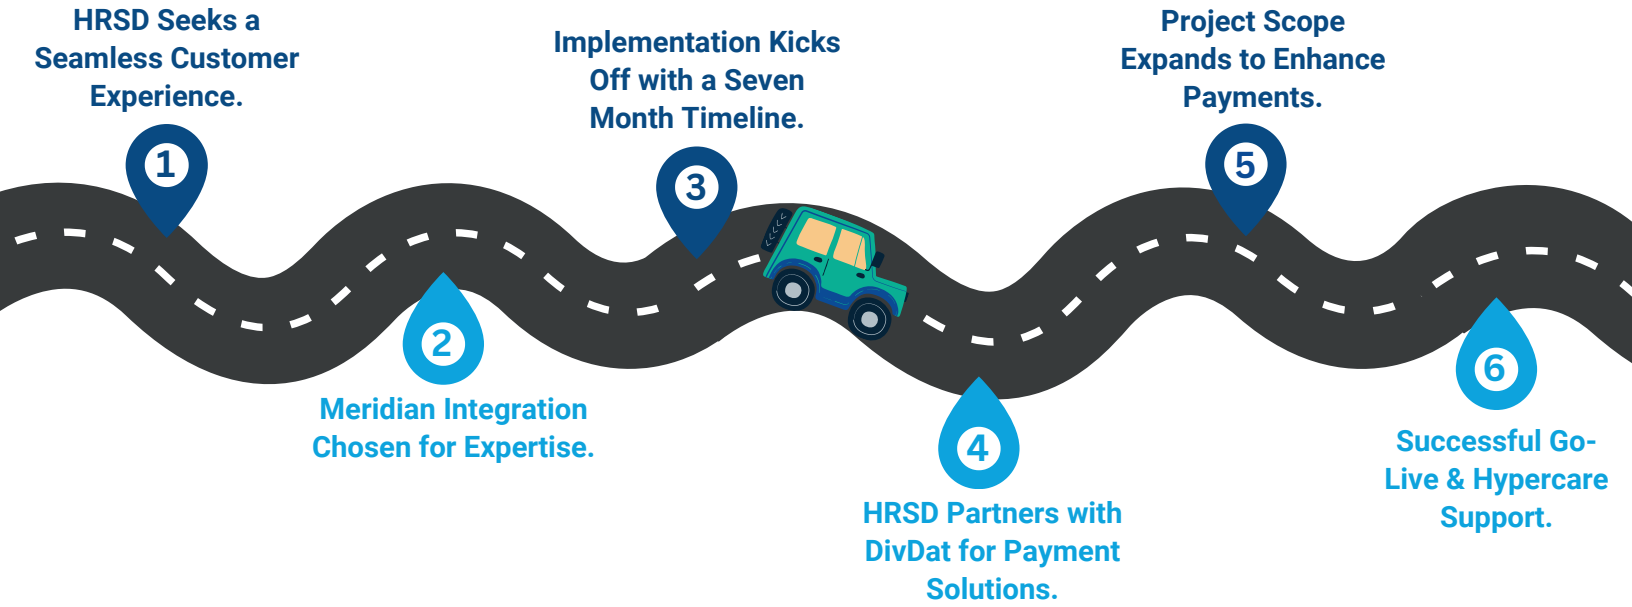 HRSD Seeks a
Seamless Customer
Experience.
1
2
Meridian Integration
Chosen for Expertise.
Implementation Kicks
Off with a Seven
Month Timeline.
3
4
HRSD Partners with
DivDat for Payment
Solutions.
Project Scope
Expands to Enhance
Payments.
5
6
Successful Go-
Live & Hypercare
Support.